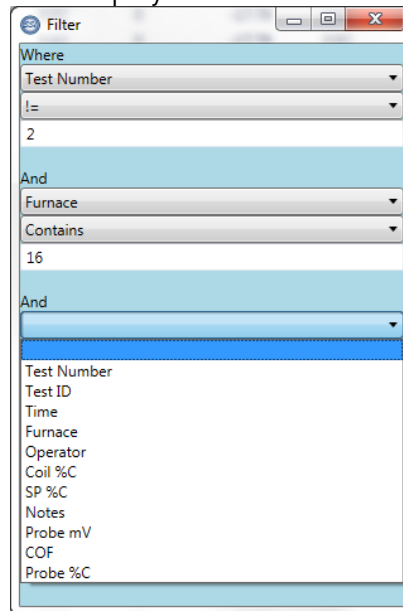 Filter
Where
Test Number
!=
2
And
Furnace
Contains
16
And
Test Number
Test ID
Time
Furnace
Operator
Coil %C
SP %C
Notes
Probe mV
COF
Probe %C